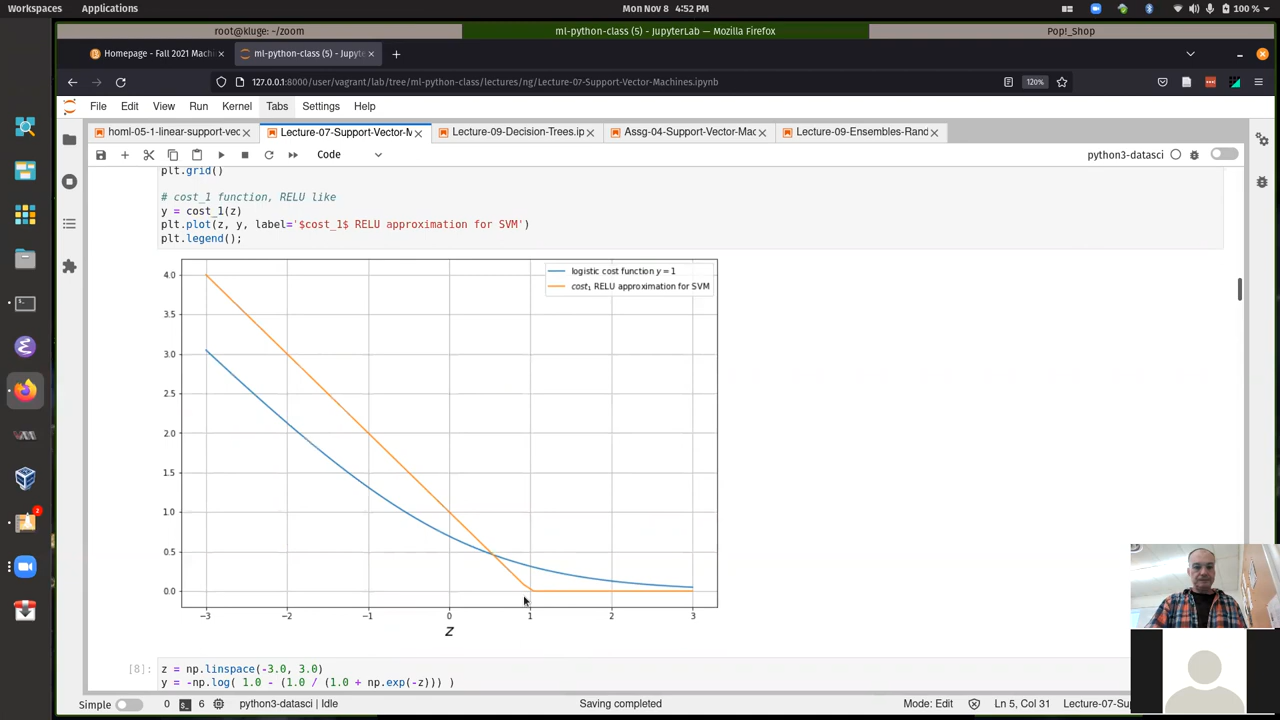 Workspaces Applications Mon Nov 8 4:52 PM 100 %
root@kluge: ~/zoom ml-python-class (5) - JupyterLab — Mozilla Firefox Pop!_Shop
Homepage - Fall 2021 Machi ml-python-class (5) - Jupyte
127.0.0.1:8000/user/vagrant/lab/tree/ml-python-class/lectures/ng/Lecture-07-Support-Vector-Machines.ipynb 120%
File Edit View Run Kernel Tabs Settings Help
homl-05-1-linear-support-vec Lecture-07-Support-Vector-M Lecture-09-Decision-Trees.ip Assg-04-Support-Vector-Mac Lecture-09-Ensembles-Rand
Code python3-datasci
plt.grid()
# cost_1 function, RELU like
y = cost_1(z)
plt.plot(z, y, label='$cost_1$ RELU approximation for SVM')
plt.legend();
logistic cost function y = 1
cost₁ RELU approximation for SVM
4.0
3.5
3.0
2.5
2.0
1.5
1.0
0.5
0.0
−3 −2 −1 0 1 2 3
z
[8]: z = np.linspace(-3.0, 3.0)
y = -np.log( 1.0 - (1.0 / (1.0 + np.exp(-z))) )
2
Simple 0 6 python3-datasci | Idle Saving completed Mode: Edit Ln 5, Col 31 Lecture-07-Su